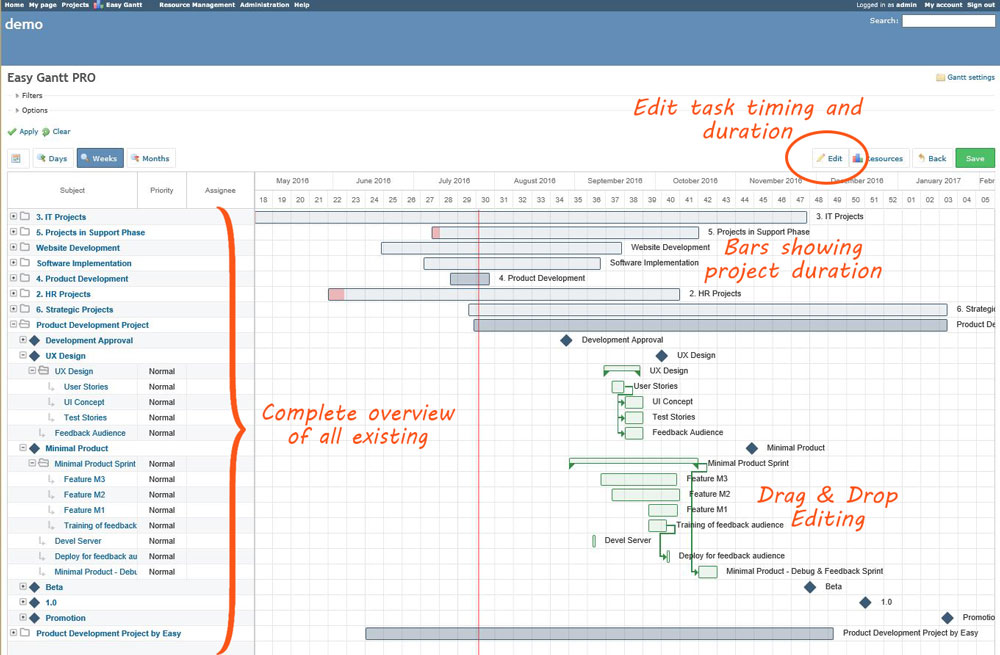 Home My page Projects Easy Gantt Resource Management Administration Help Logged in as admin My account Sign out
demo
Search:
Easy Gantt PRO
Gantt settings
Filters
Options
Apply Clear
Edit task timing and
duration
Days Weeks Months Edit Resources Back Save
Subject Priority Assignee
May 2016 June 2016 July 2016 August 2016 September 2016 October 2016 November 2016 December 2016 January 2017 Febr
18 19 20 21 22 23 24 25 26 27 28 29 30 31 32 33 34 35 36 37 38 39 40 41 42 43 44 45 46 47 48 49 50 51 52 01 02 03 04 05
3. IT Projects 3. IT Projects
5. Projects in Support Phase 5. Projects in Support Phase
Website Development Website Development
Software Implementation Software Implementation
Bars showing
project duration
4. Product Development 4. Product Development
2. HR Projects 2. HR Projects
6. Strategic Projects 6. Strategic
Product Development Project Product De
Development Approval Development Approval
UX Design UX Design
UX Design Normal UX Design
User Stories Normal User Stories
UI Concept Normal UI Concept
Test Stories Normal Test Stories
Feedback Audience Normal Feedback Audience
Complete overview
of all existing
Minimal Product Minimal Product
Minimal Product Sprint Normal Minimal Product Sprint
Feature M3 Normal Feature M3
Feature M2 Normal Feature M2
Feature M1 Normal Feature M1
Drag & Drop
Editing
Training of feedback Normal Training of feedback audience
Devel Server Normal Devel Server
Deploy for feedback au Normal Deploy for feedback audience
Minimal Product - Debu Normal Minimal Product - Debug & Feedback Sprint
Beta Beta
1.0 1.0
Promotion Promotio
Product Development Project by Easy Product Development Project by Easy